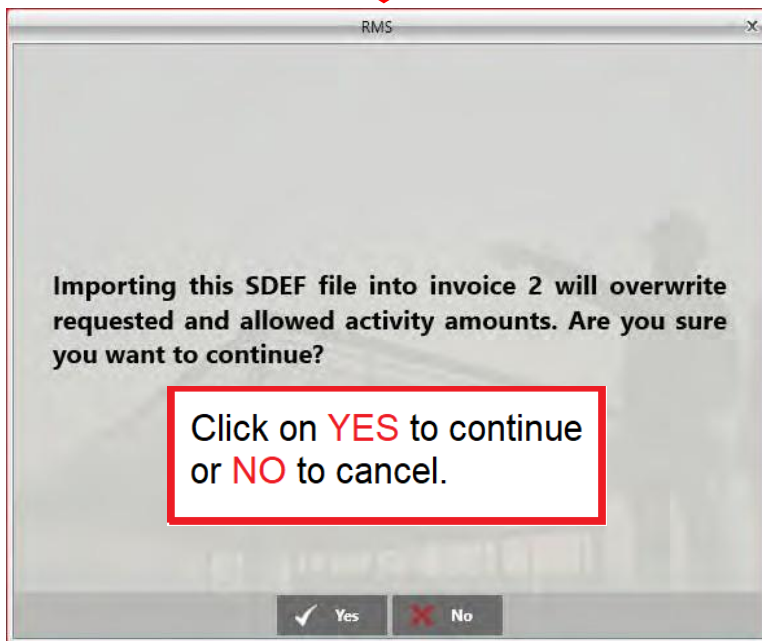 RMS x
Importing this SDEF file into invoice 2 will overwrite
requested and allowed activity amounts. Are you sure
you want to continue?
Click on YES to continue
or NO to cancel.
Yes No